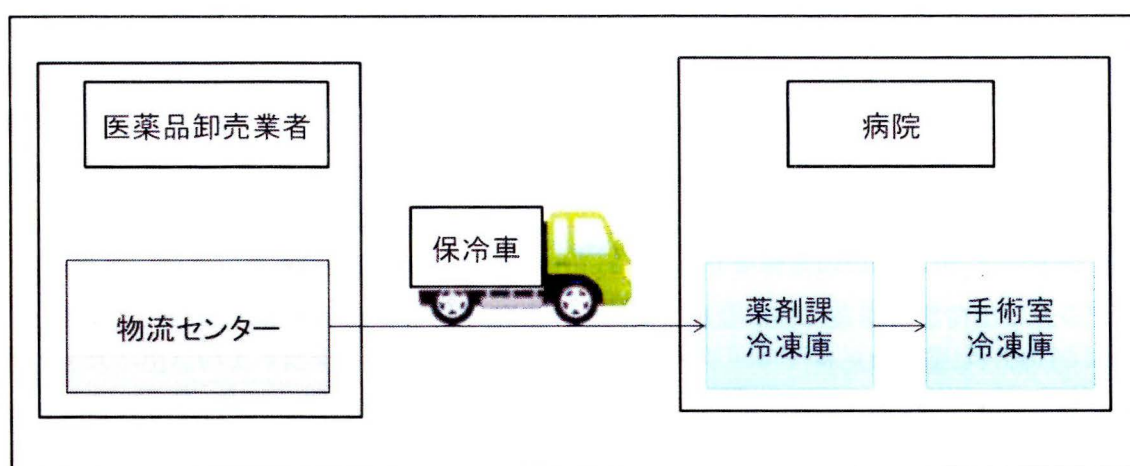 医薬品卸売業者
病院
保冷車
物流センター
薬剤課
冷凍庫
手術室
冷凍庫